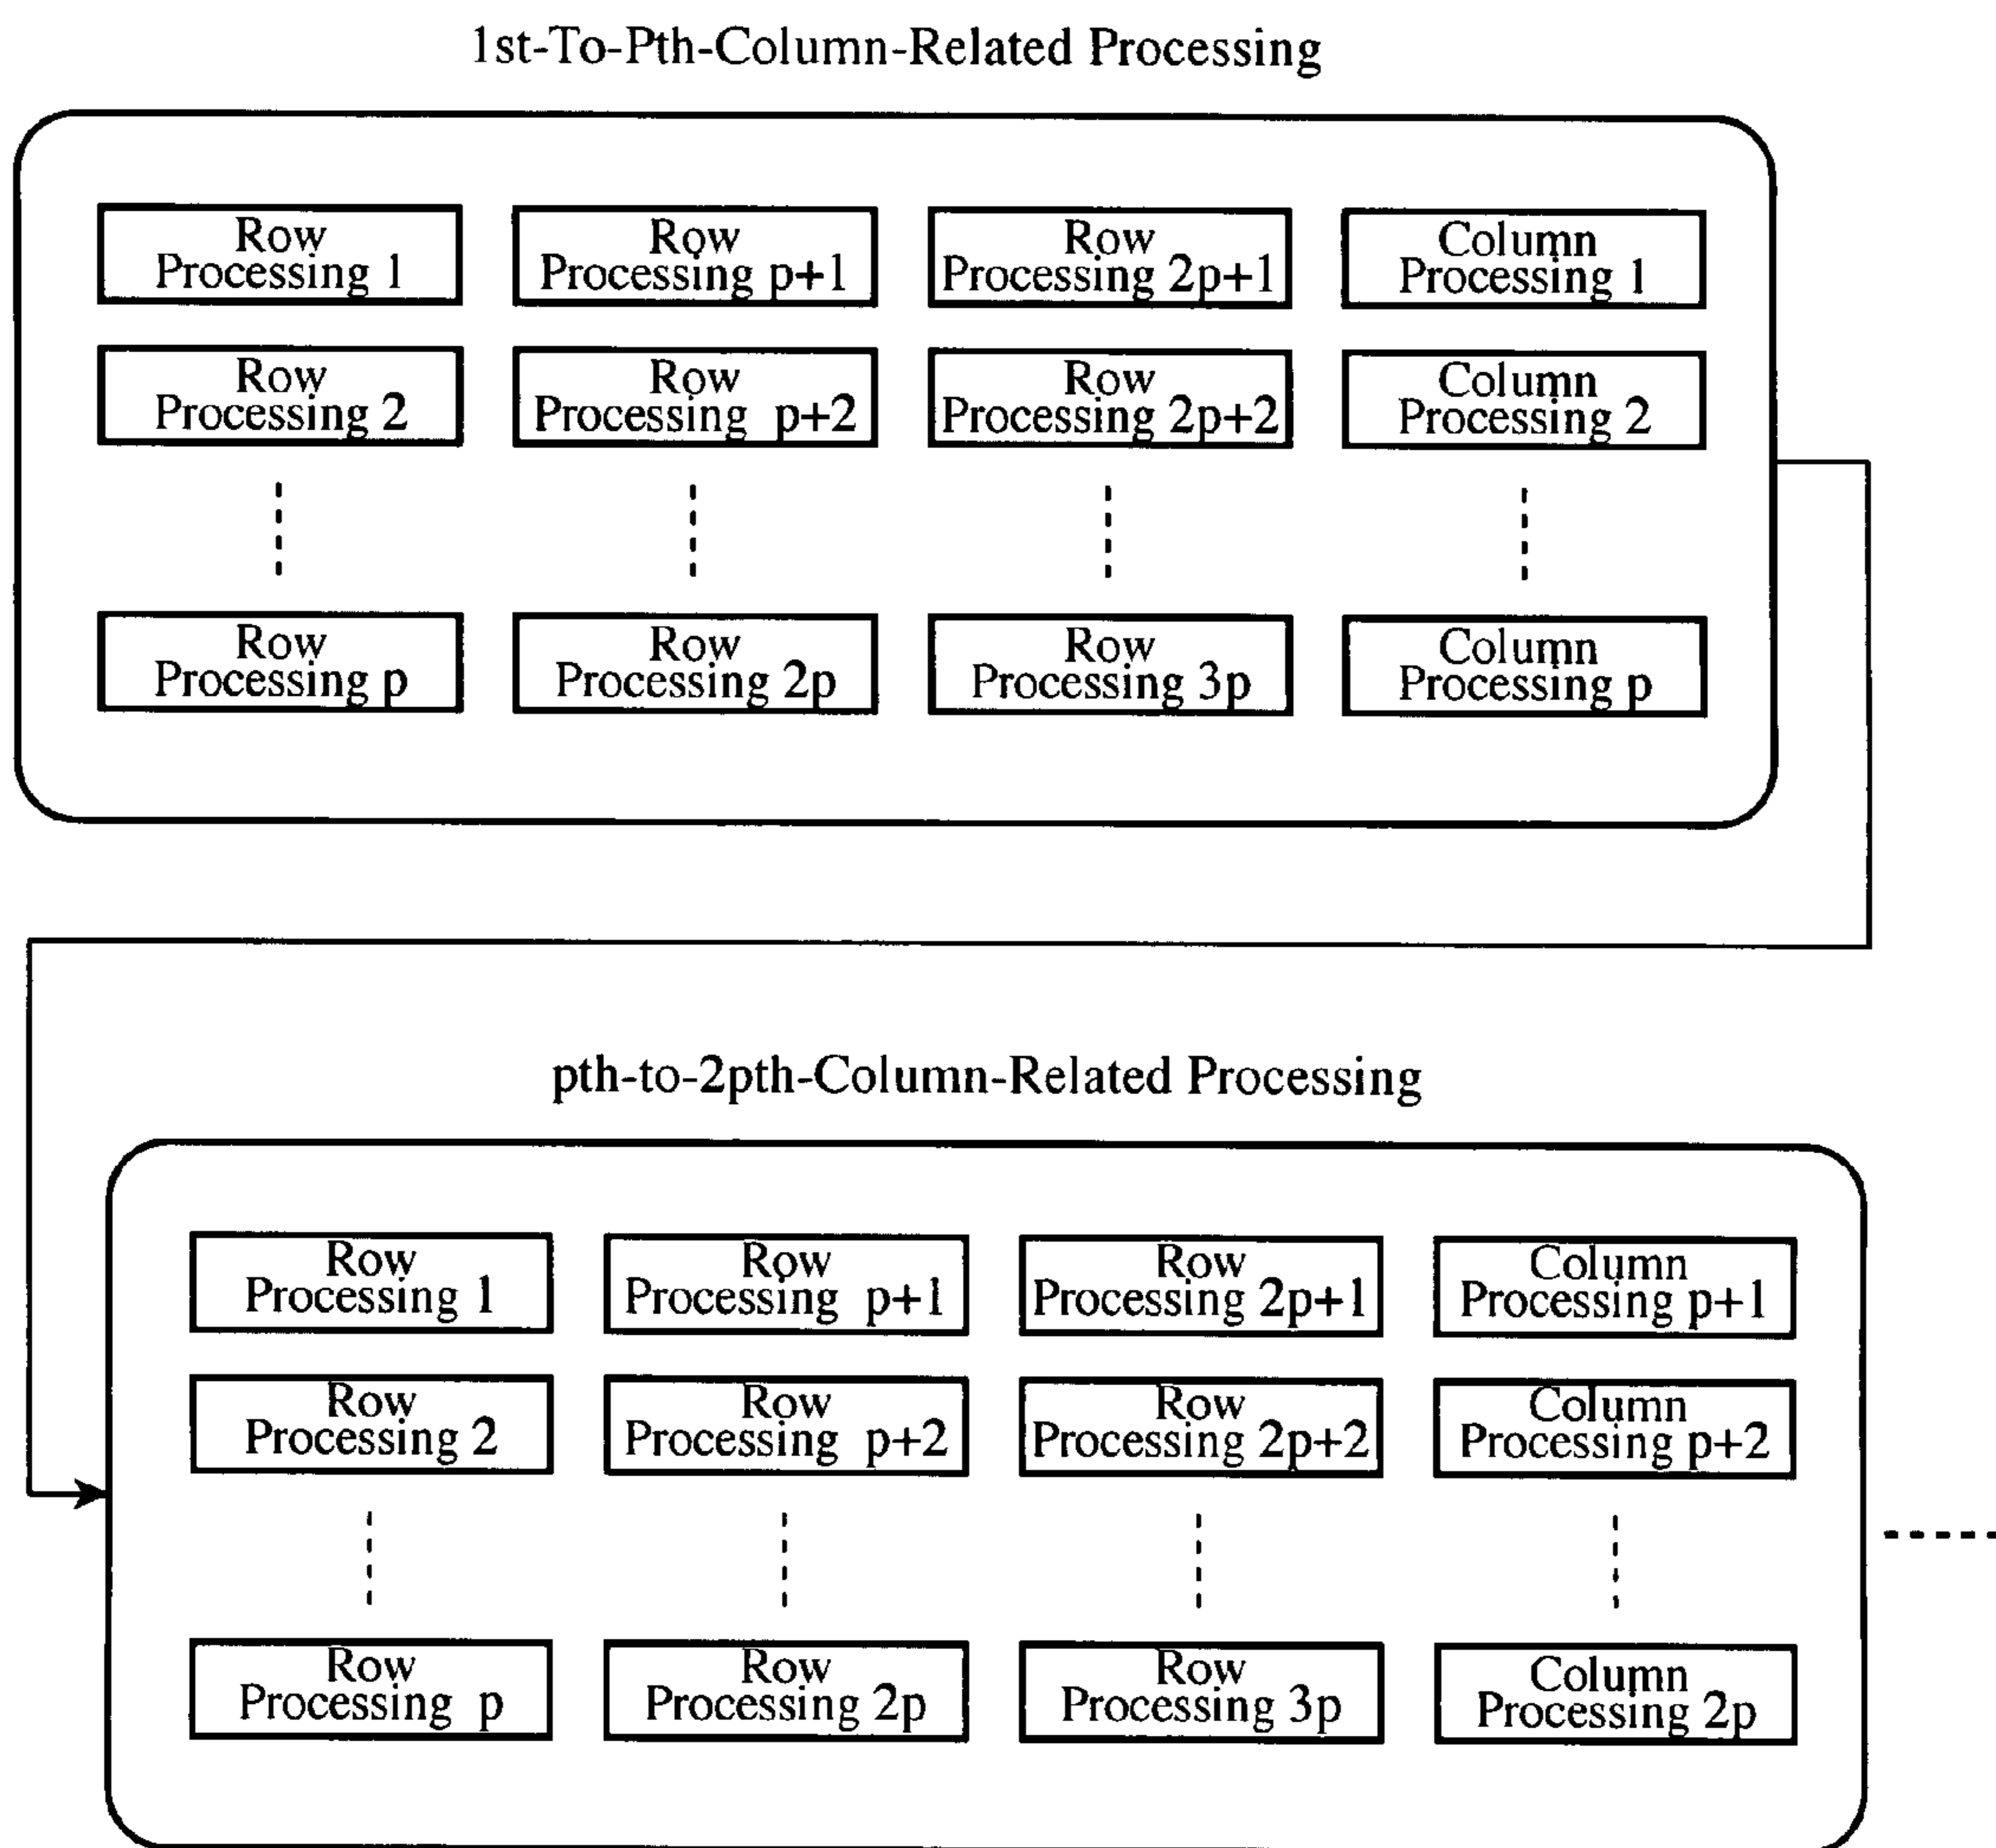 1st-To-Pth-Column-Related Processing
Row
Processing 1
Row
Processing p+1
Row
Processing 2p+1
Column
Processing 1
Row
Processing 2
Row
Processing p+2
Row
Processing 2p+2
Column
Processing 2
Row
Processing p
Row
Processing 2p
Row
Processing 3p
Column
Processing p
pth-to-2pth-Column-Related Processing
Row
Processing 1
Row
Processing p+1
Row
Processing 2p+1
Column
Processing p+1
Row
Processing 2
Row
Processing p+2
Row
Processing 2p+2
Column
Processing p+2
Row
Processing p
Row
Processing 2p
Row
Processing 3p
Column
Processing 2p